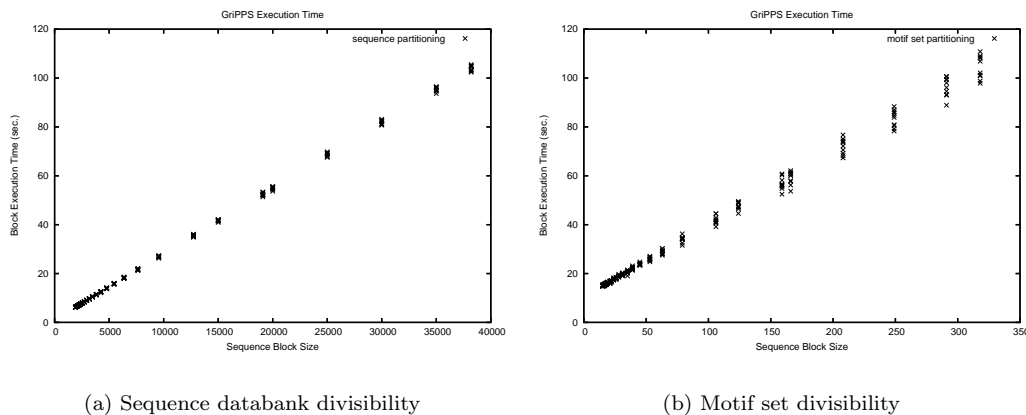 GriPPS Execution Time
120
100
80
60
40
20
0
Block Execution Time (sec.)
sequence partitioning
0 5000 10000 15000 20000 25000 30000 35000 40000
Sequence Block Size
(a) Sequence databank divisibility
GriPPS Execution Time
120
100
80
60
40
20
0
Block Execution Time (sec.)
motif set partitioning
0 50 100 150 200 250 300 350
Sequence Block Size
(b) Motif set divisibility